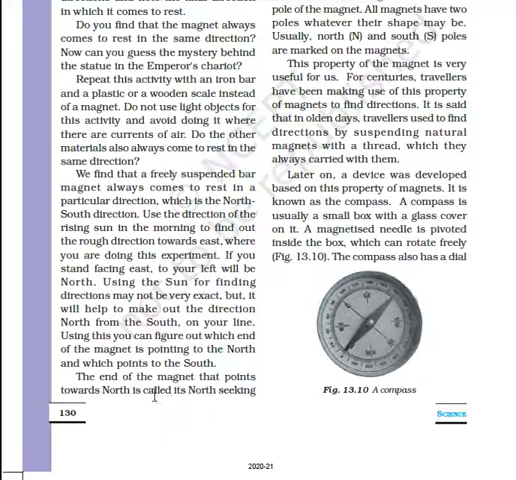 in which it comes to rest.
Do you find that the magnet always
comes to rest in the same direction?
Now can you guess the mystery behind
the statue in the Emperor's chariot?
Repeat this activity with an iron bar
and a plastic or a wooden scale instead
of a magnet. Do not use light objects for
this activity and avoid doing it where
there are currents of air. Do the other
materials also always come to rest in the
same direction?
We find that a freely suspended bar
magnet always comes to rest in a
particular direction, which is the North-
South direction. Use the direction of the
rising sun in the morning to find out
the rough direction towards east, where
you are doing this experiment. If you
stand facing east, to your left will be
North. Using the Sun for finding
directions may not be very exact, but, it
will help to make out the direction
North from the South, on your line.
Using this you can figure out which end
of the magnet is pointing to the North
and which points to the South.
The end of the magnet that points
towards North is called its North seeking
pole of the magnet. All magnets have two
poles whatever their shape may be.
Usually, north (N) and south (S) poles
are marked on the magnets.
This property of the magnet is very
useful for us. For centuries, travellers
have been making use of this property
of magnets to find directions. It is said
that in olden days, travellers used to find
directions by suspending natural
magnets with a thread, which they
always carried with them.
Later on, a device was developed
based on this property of magnets. It is
known as the compass. A compass is
usually a small box with a glass cover
on it. A magnetised needle is pivoted
inside the box, which can rotate freely
(Fig. 13.10). The compass also has a dial
Fig. 13.10 A compass
130
SCIENCE
2020-21